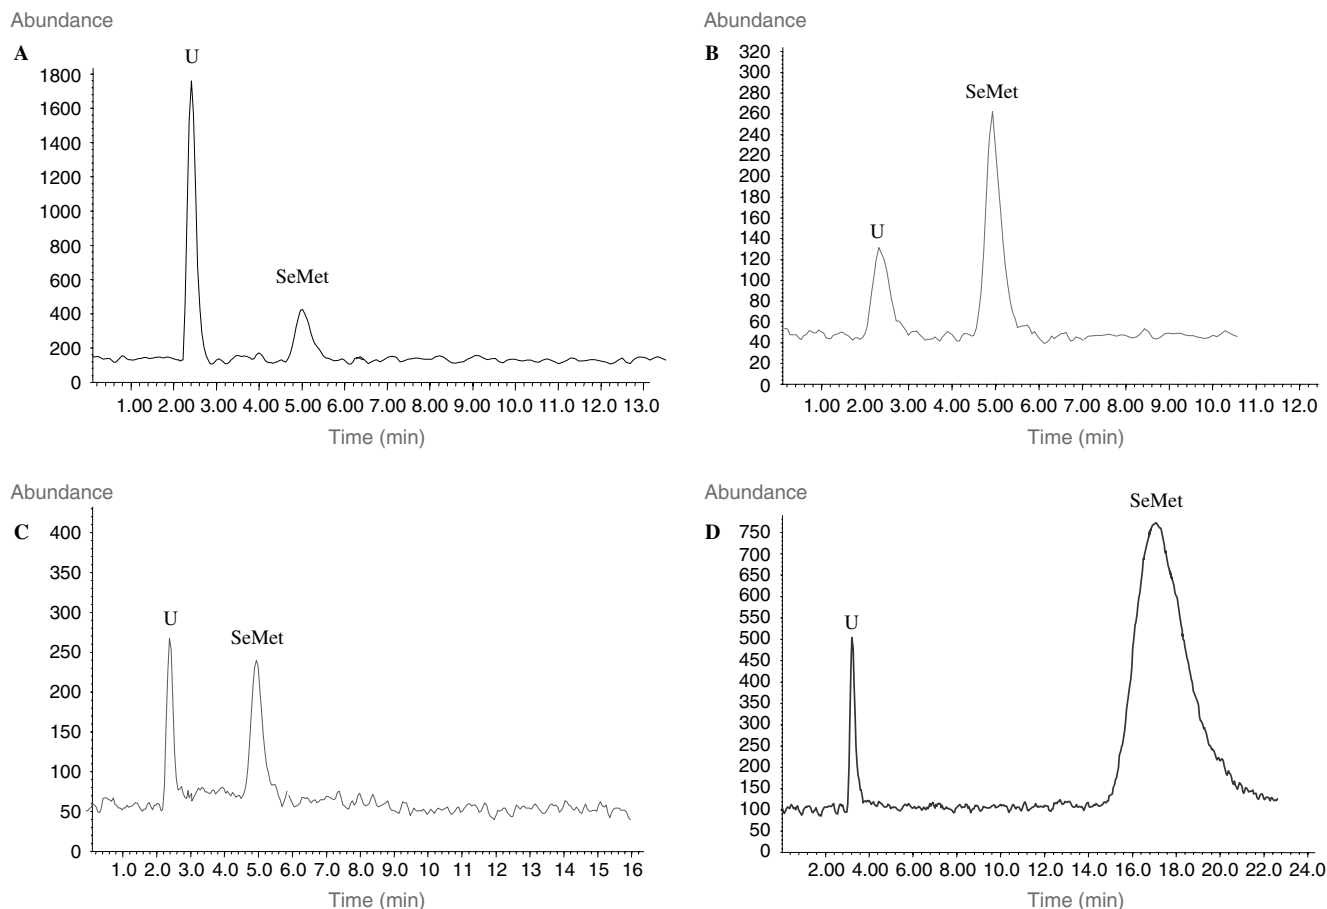 Abundance
A
U
SeMet
1800
1600
1400
1200
1000
800
600
400
200
0
1.00 2.00 3.00 4.00 5.00 6.00 7.00 8.00 9.00 10.0 11.0 12.0 13.0
Time (min)
Abundance
B
SeMet
U
320
300
280
260
240
220
200
180
160
140
120
100
80
60
40
20
0
1.00 2.00 3.00 4.00 5.00 6.00 7.00 8.00 9.00 10.0 11.0 12.0
Time (min)
Abundance
C
U
SeMet
400
350
300
250
200
150
100
50
0
1.0 2.0 3.0 4.0 5.0 6.0 7.0 8.0 9.0 10 11 12 13 14 15 16
Time (min)
Abundance
D
SeMet
U
750
700
650
600
550
500
450
400
350
300
250
200
150
100
50
0
2.00 4.00 6.00 8.00 10.0 12.0 14.0 16.0 18.0 20.0 22.0 24.0
Time (min)